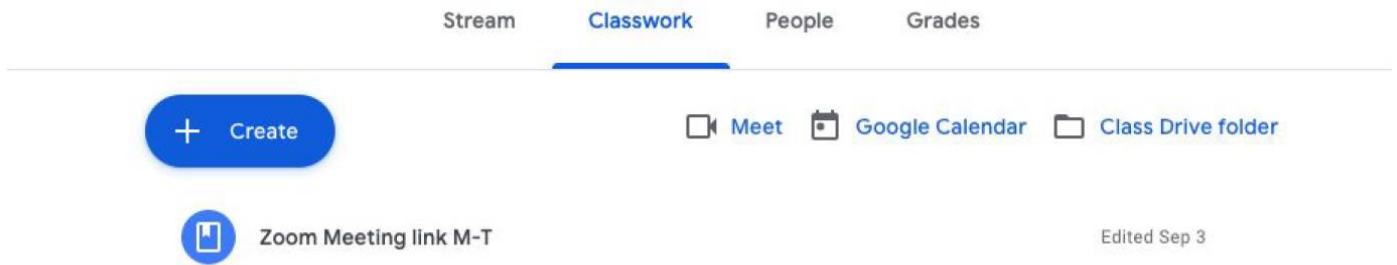 Stream Classwork People Grades
+ Create Meet Google Calendar Class Drive folder
Zoom Meeting link M-T Edited Sep 3